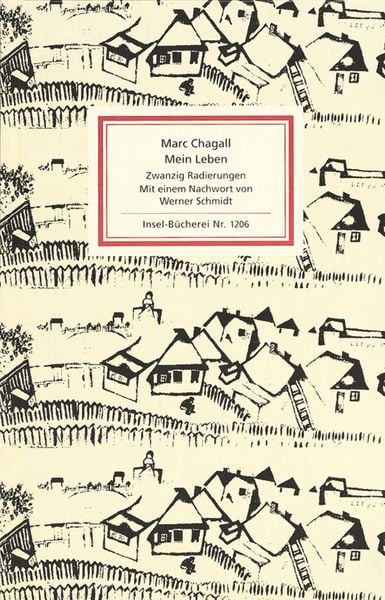 Marc Chagall
Mein Leben
Zwanzig Radierungen
Mit einem Nachwort von
Werner Schmidt
Insel-Bücherei Nr. 1206